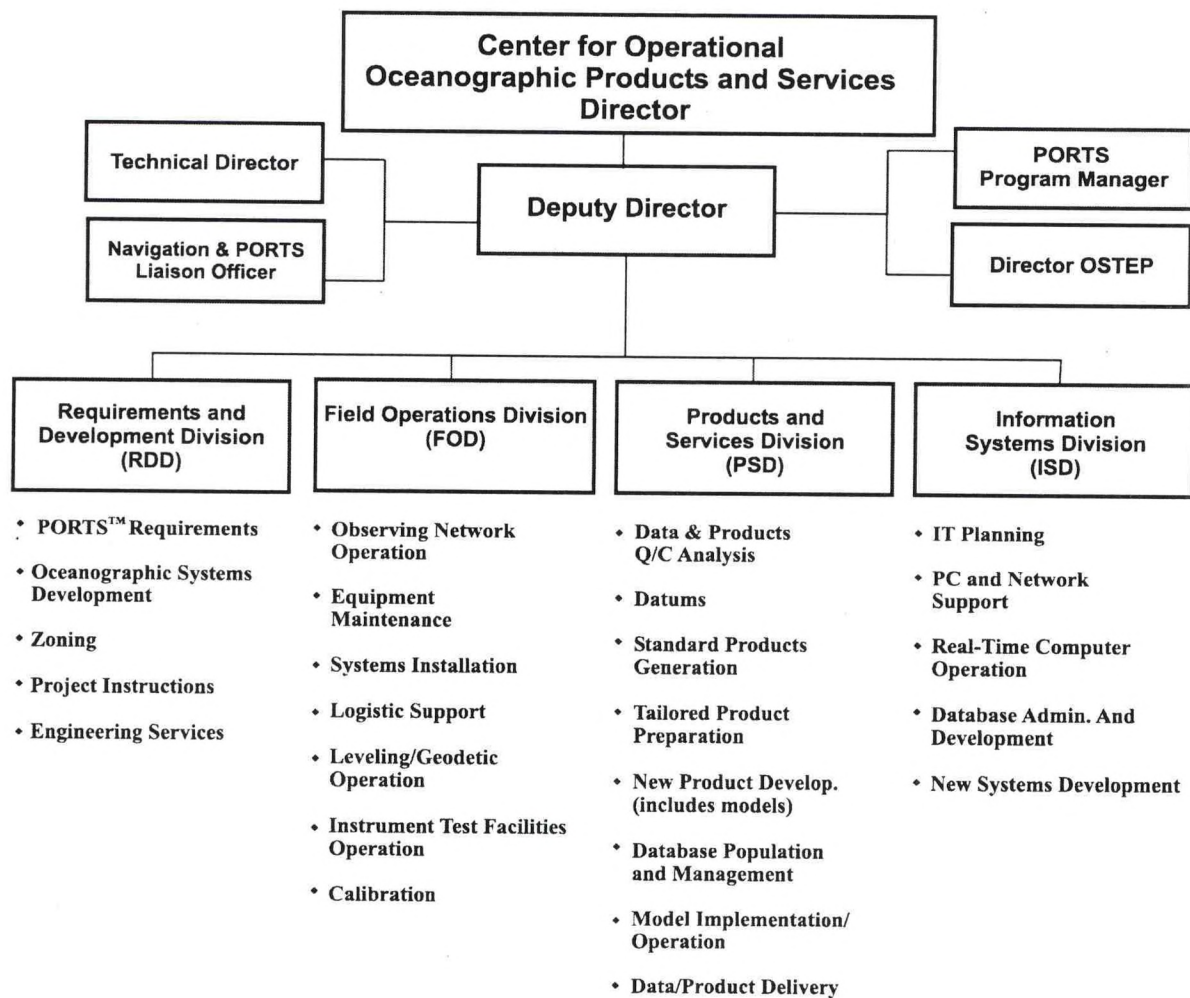 Center for Operational
Oceanographic Products and Services
Director
Technical Director
Navigation & PORTS
Liaison Officer
Deputy Director
PORTS
Program Manager
Director OSTEP
Requirements and
Development Division
(RDD)
• PORTS™ Requirements
• Oceanographic Systems
Development
• Zoning
• Project Instructions
• Engineering Services
Field Operations Division
(FOD)
• Observing Network
Operation
• Equipment
Maintenance
• Systems Installation
• Logistic Support
• Leveling/Geodetic
Operation
• Instrument Test Facilities
Operation
• Calibration
Products and
Services Division
(PSD)
• Data & Products
Q/C Analysis
• Datums
• Standard Products
Generation
• Tailored Product
Preparation
• New Product Develop.
(includes models)
• Database Population
and Management
• Model Implementation/
Operation
• Data/Product Delivery
Information
Systems Division
(ISD)
• IT Planning
• PC and Network
Support
• Real-Time Computer
Operation
• Database Admin. And
Development
• New Systems Development